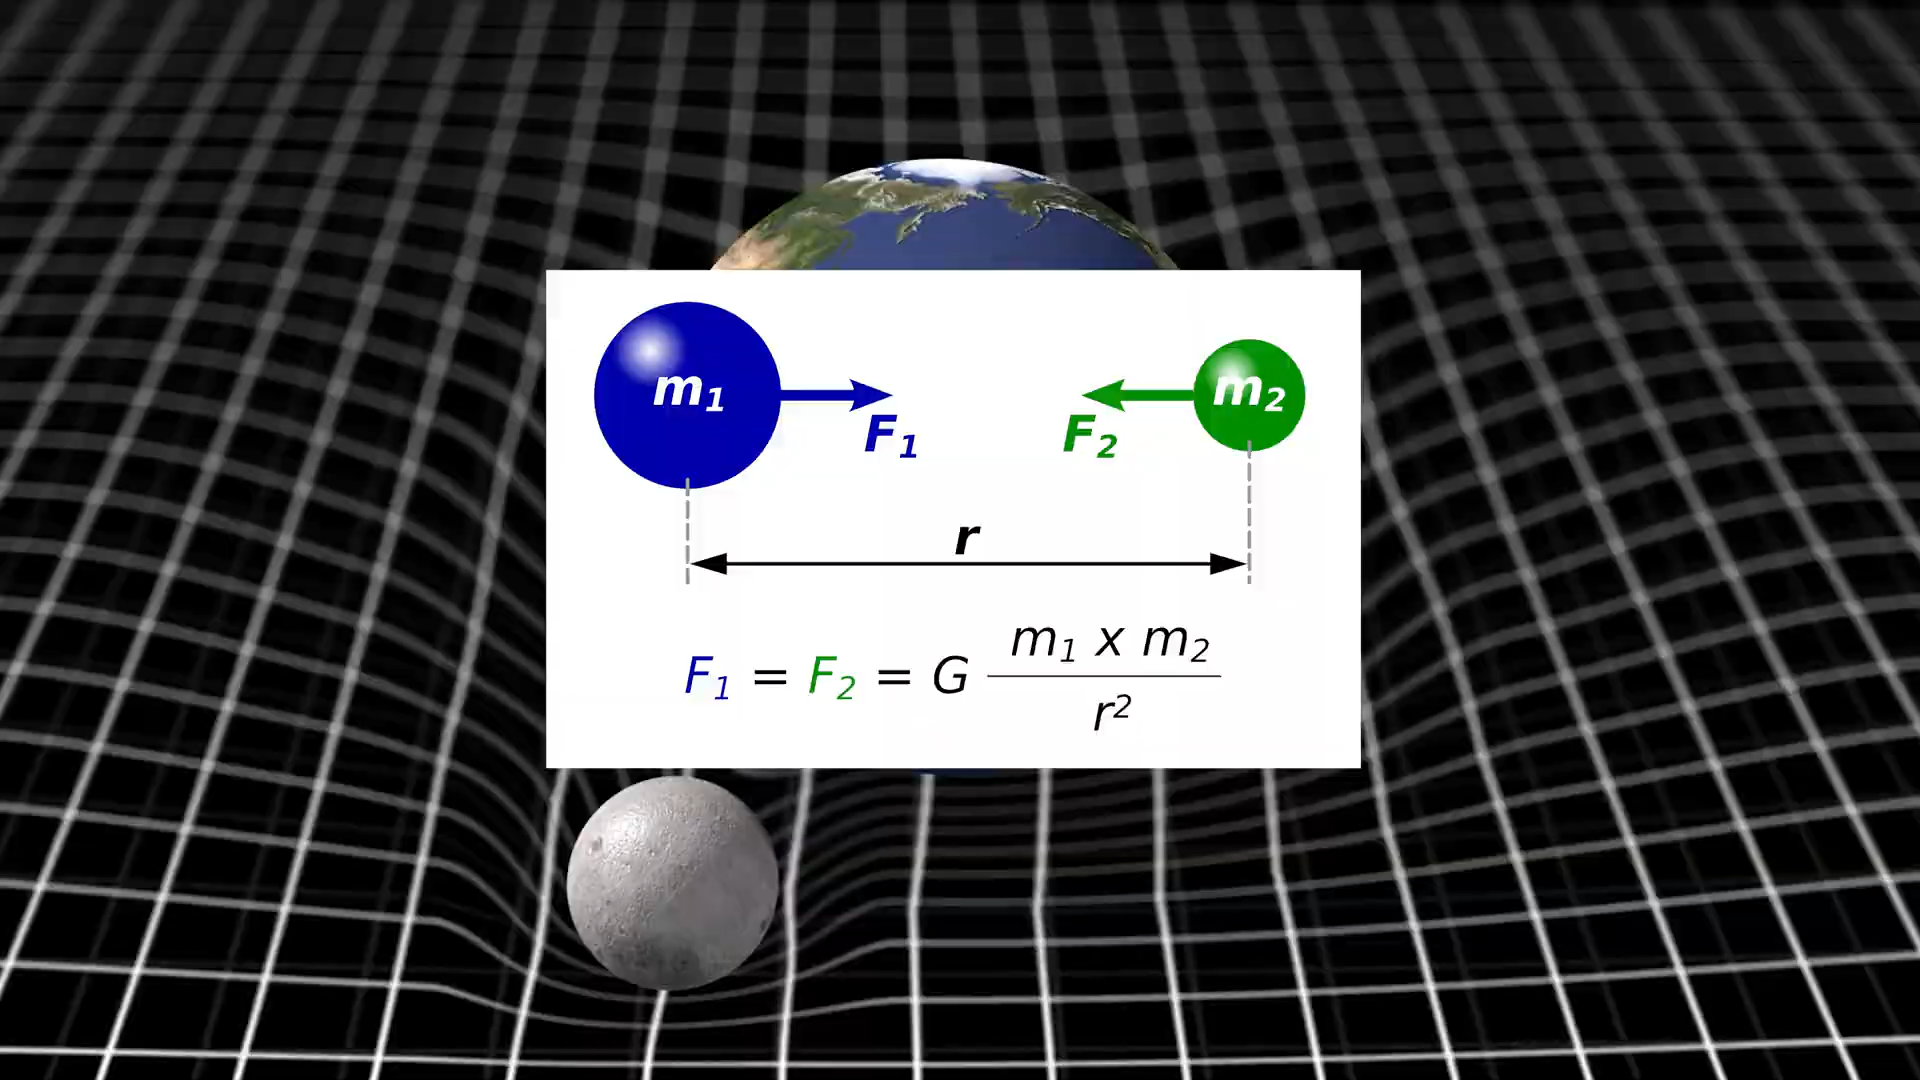 m₁ m₂
F₁ F₂
r
F₁ = F₂ = G m₁ x m₂ / r²